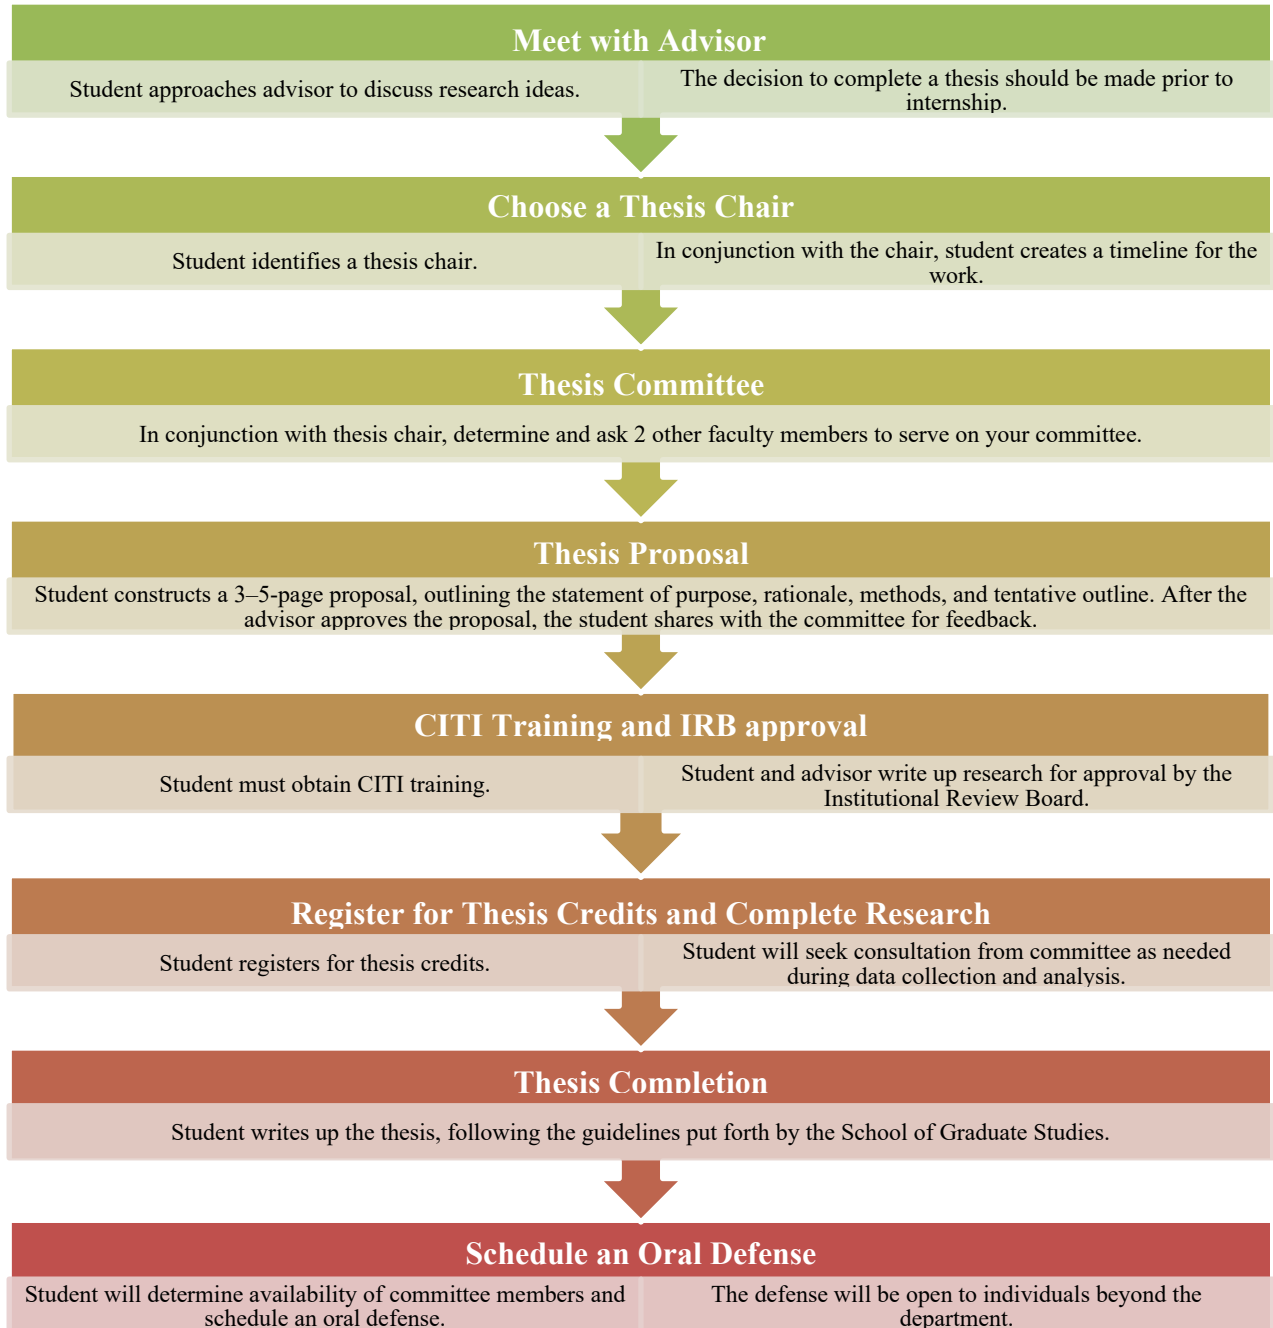 Meet with Advisor
Student approaches advisor to discuss research ideas.
The decision to complete a thesis should be made prior to
internship.
Choose a Thesis Chair
Student identifies a thesis chair.
In conjunction with the chair, student creates a timeline for the
work.
Thesis Committee
In conjunction with thesis chair, determine and ask 2 other faculty members to serve on your committee.
Thesis Proposal
Student constructs a 3–5-page proposal, outlining the statement of purpose, rationale, methods, and tentative outline. After the
advisor approves the proposal, the student shares with the committee for feedback.
CITI Training and IRB approval
Student must obtain CITI training.
Student and advisor write up research for approval by the
Institutional Review Board.
Register for Thesis Credits and Complete Research
Student registers for thesis credits.
Student will seek consultation from committee as needed
during data collection and analysis.
Thesis Completion
Student writes up the thesis, following the guidelines put forth by the School of Graduate Studies.
Schedule an Oral Defense
Student will determine availability of committee members and
schedule an oral defense.
The defense will be open to individuals beyond the
department.